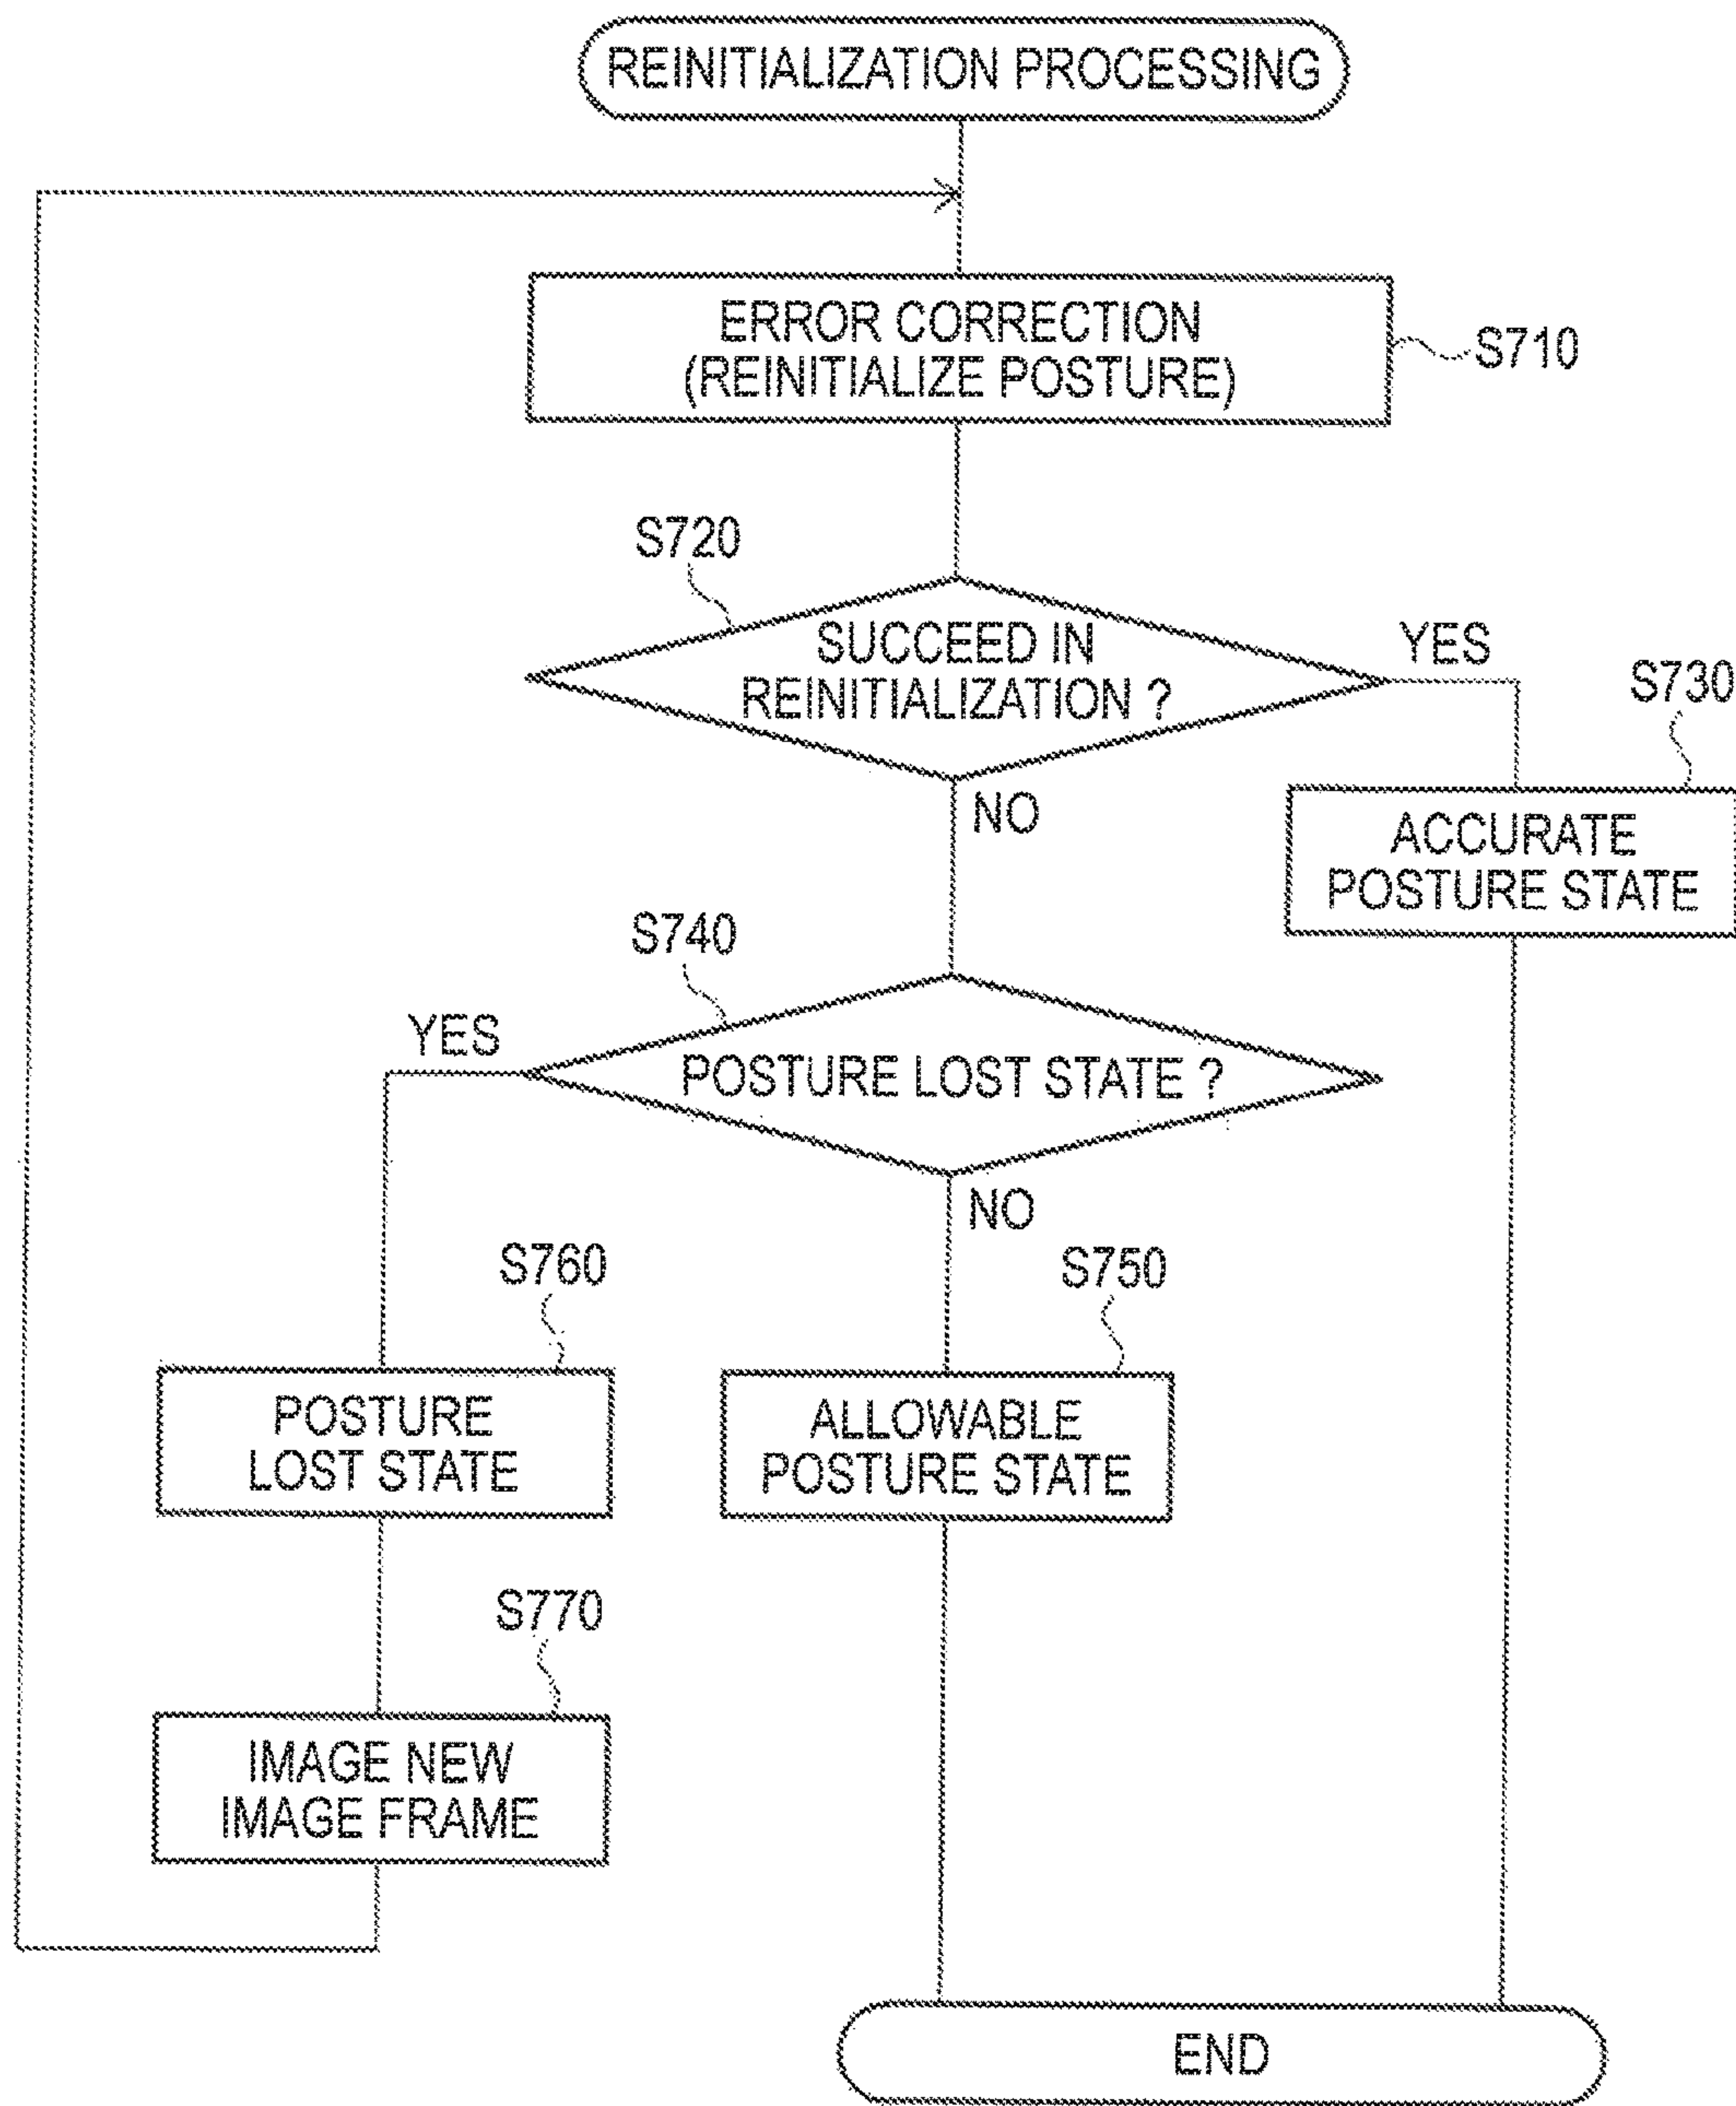 REINITIALIZATION PROCESSING
ERROR CORRECTION
(REINITIALIZE POSTURE)
S710
S720
SUCCEED IN
REINITIALIZATION ?
YES
NO
S730
ACCURATE
POSTURE STATE
S740
POSTURE LOST STATE ?
YES
NO
S760
POSTURE
LOST STATE
S750
ALLOWABLE
POSTURE STATE
S770
IMAGE NEW
IMAGE FRAME
END